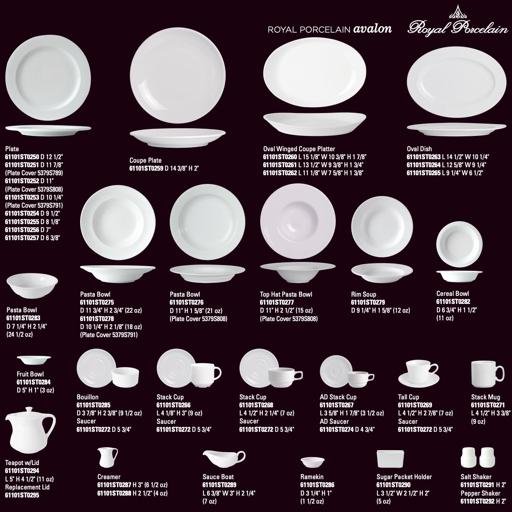 ROYAL PORCELAIN avalon
Royal Porcelain
Plate
61101ST0250 D 12 1/2"
61101ST0251 D 11 7/8"
(Plate Cover 5379S789)
61101ST0252 D 11"
(Plate Cover 5379S808)
61101ST0253 D 10 1/4"
(Plate Cover 5379S791)
61101ST0254 D 9 1/2"
61101ST0255 D 8 1/8"
61101ST0256 D 7"
61101ST0257 D 6 3/8"
Coupe Plate
61101ST0259 D 14 3/8" H 2"
Oval Winged Coupe Platter
61101ST0260 L 15 1/8" W 10 3/8" H 1 7/8"
61101ST0261 L 13 1/2" W 9 3/8" H 1 3/4"
61101ST0262 L 11 1/8" W 7 5/8" H 1 3/8"
Oval Dish
61101ST0263 L 14 1/2" W 10 1/4"
61101ST0264 L 12 5/8" W 9 1/4"
61101ST0265 L 9 1/4" W 6 1/2"
Pasta Bowl
61101ST0283
D 7 1/4" H 2 1/4"
(24 1/2 oz)
Pasta Bowl
61101ST0275
D 11 3/4" H 2 3/4" (22 oz)
61101ST0278
D 10 1/4" H 2 1/8" (18 oz)
(Plate Cover 5379S791)
Pasta Bowl
61101ST0276
D 11" H 1 5/8" (21 oz)
(Plate Cover 5379S808)
Top Hat Pasta Bowl
61101ST0277
D 11" H 2 1/2" (15 oz)
(Plate Cover 5379S808)
Rim Soup
61101ST0279
D 9 1/4" H 1 5/8" (12 oz)
Cereal Bowl
61101ST0282
D 6 3/4" H 1 1/2"
(11 oz)
Fruit Bowl
61101ST0284
D 5" H 1" (3 oz)
Bouillon
61101ST0285
D 3 7/8" H 2 3/8" (9 1/2 oz)
Saucer
61101ST0272 D 5 3/4"
Stack Cup
61101ST0266
L 4 1/8" H 3" (9 oz)
Saucer
61101ST0272 D 5 3/4"
Stack Cup
61101ST0268
L 4 1/2" H 2 1/4" (7 oz)
Saucer
61101ST0272 D 5 3/4"
AD Stack Cup
61101ST0270
L 3 5/8" H 1 7/8" (3 1/2 oz)
AD Saucer
61101ST0274 D 4 3/4"
Tall Cup
61101ST0269
L 4 1/2" H 2 7/8" (7 oz)
Saucer
61101ST0272 D 5 3/4"
Stack Mug
61101ST0271
L 4 1/2" H 3 3/8"
(9 oz)
Teapot w/Lid
61101ST0294
L 5" H 4 1/2" (11 oz)
Replacement Lid
61101ST0295
Creamer
61101ST0287 H 3" (6 1/2 oz)
61101ST0288 H 2 1/2" (4 oz)
Sauce Boat
61101ST0289
L 6 3/8" W 3" H 2 1/4"
(7 oz)
Ramekin
61101ST0286
D 3 1/4" H 1"
(1 1/2 oz)
Sugar Packet Holder
61101ST0290
L 3 1/2" W 2 1/2" H 2"
(5 oz)
Salt Shaker
61101ST0291 H 2"
Pepper Shaker
61101ST0292 H 2"